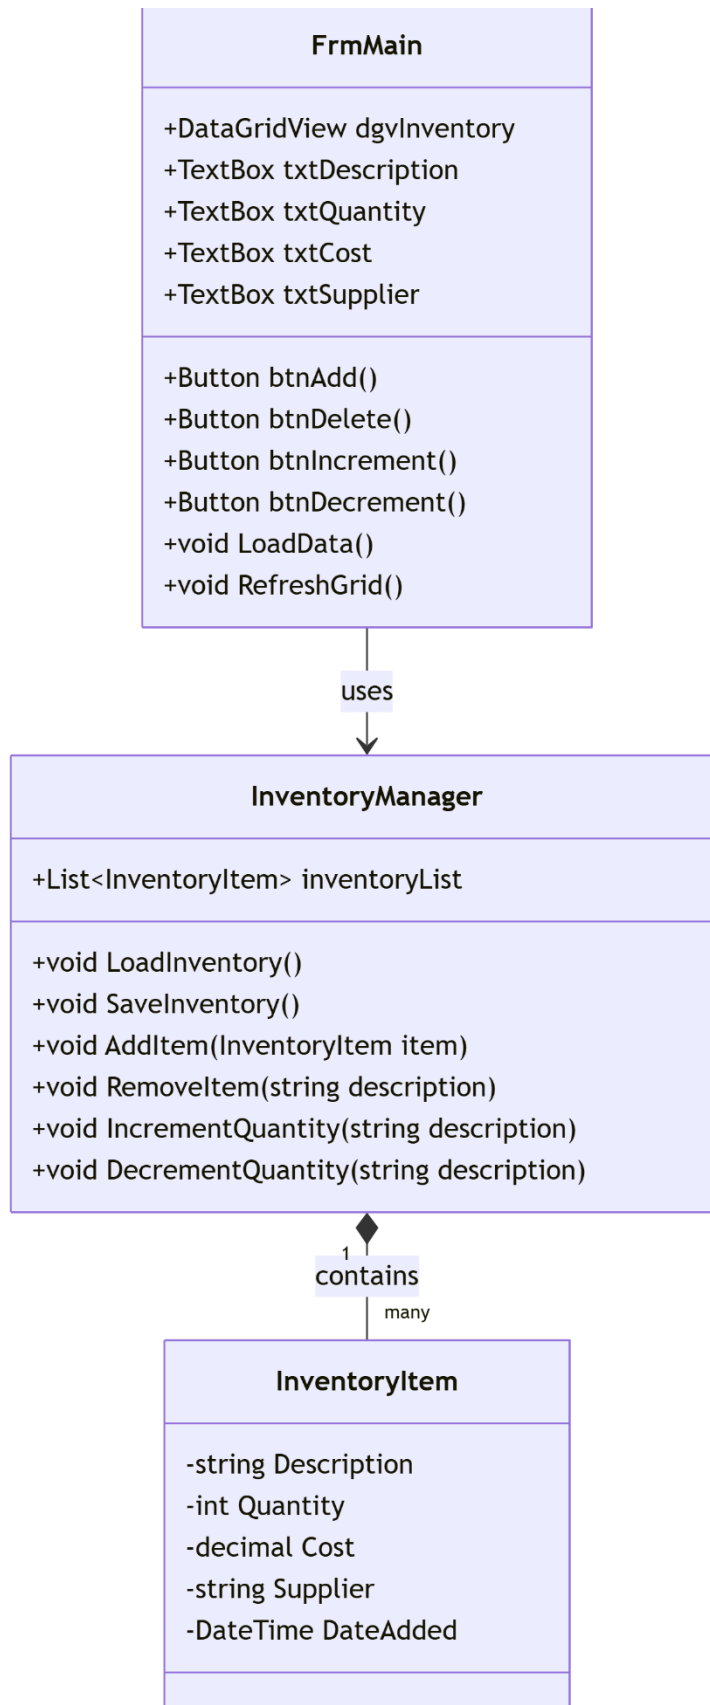 FrmMain
+DataGridView dgvInventory
+TextBox txtDescription
+TextBox txtQuantity
+TextBox txtCost
+TextBox txtSupplier
+Button btnAdd()
+Button btnDelete()
+Button btnIncrement()
+Button btnDecrement()
+void LoadData()
+void RefreshGrid()
uses
InventoryManager
+List<InventoryItem> inventoryList
+void LoadInventory()
+void SaveInventory()
+void AddItem(InventoryItem item)
+void RemoveItem(string description)
+void IncrementQuantity(string description)
+void DecrementQuantity(string description)
1
contains
many
InventoryItem
-string Description
-int Quantity
-decimal Cost
-string Supplier
-DateTime DateAdded